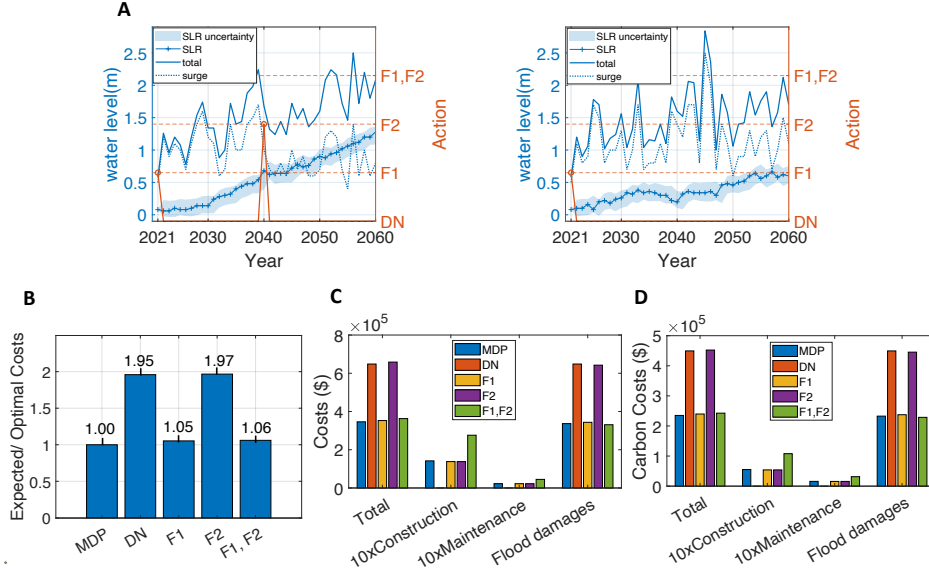 A
SLR uncertainty
SLR
total
surge
water level(m)
2.5
2
1.5
1
0.5
0
F1,F2
F2
F1
DN
Action
2021
2030
2040
2050
2060
Year
SLR uncertainty
SLR
total
surge
water level(m)
2.5
2
1.5
1
0.5
0
F1,F2
F2
F1
DN
Action
2021
2030
2040
2050
2060
Year
B
Expected/ Optimal Costs
2
1
1
0.5
0
1.00
1.95
1.05
1.97
1.06
MDP
DN
F1
F2
F1, F2
C
×10⁵
Costs ($)
8
6
4
2
0
MDP
DN
F1
F2
F1,F2
Total
10xConstruction
10xMaintenance
Flood damages
D
×10⁵
Carbon Costs ($)
5
4
3
2
1
0
MDP
DN
F1
F2
F1,F2
Total
10xConstruction
10xMaintenance
Flood damages